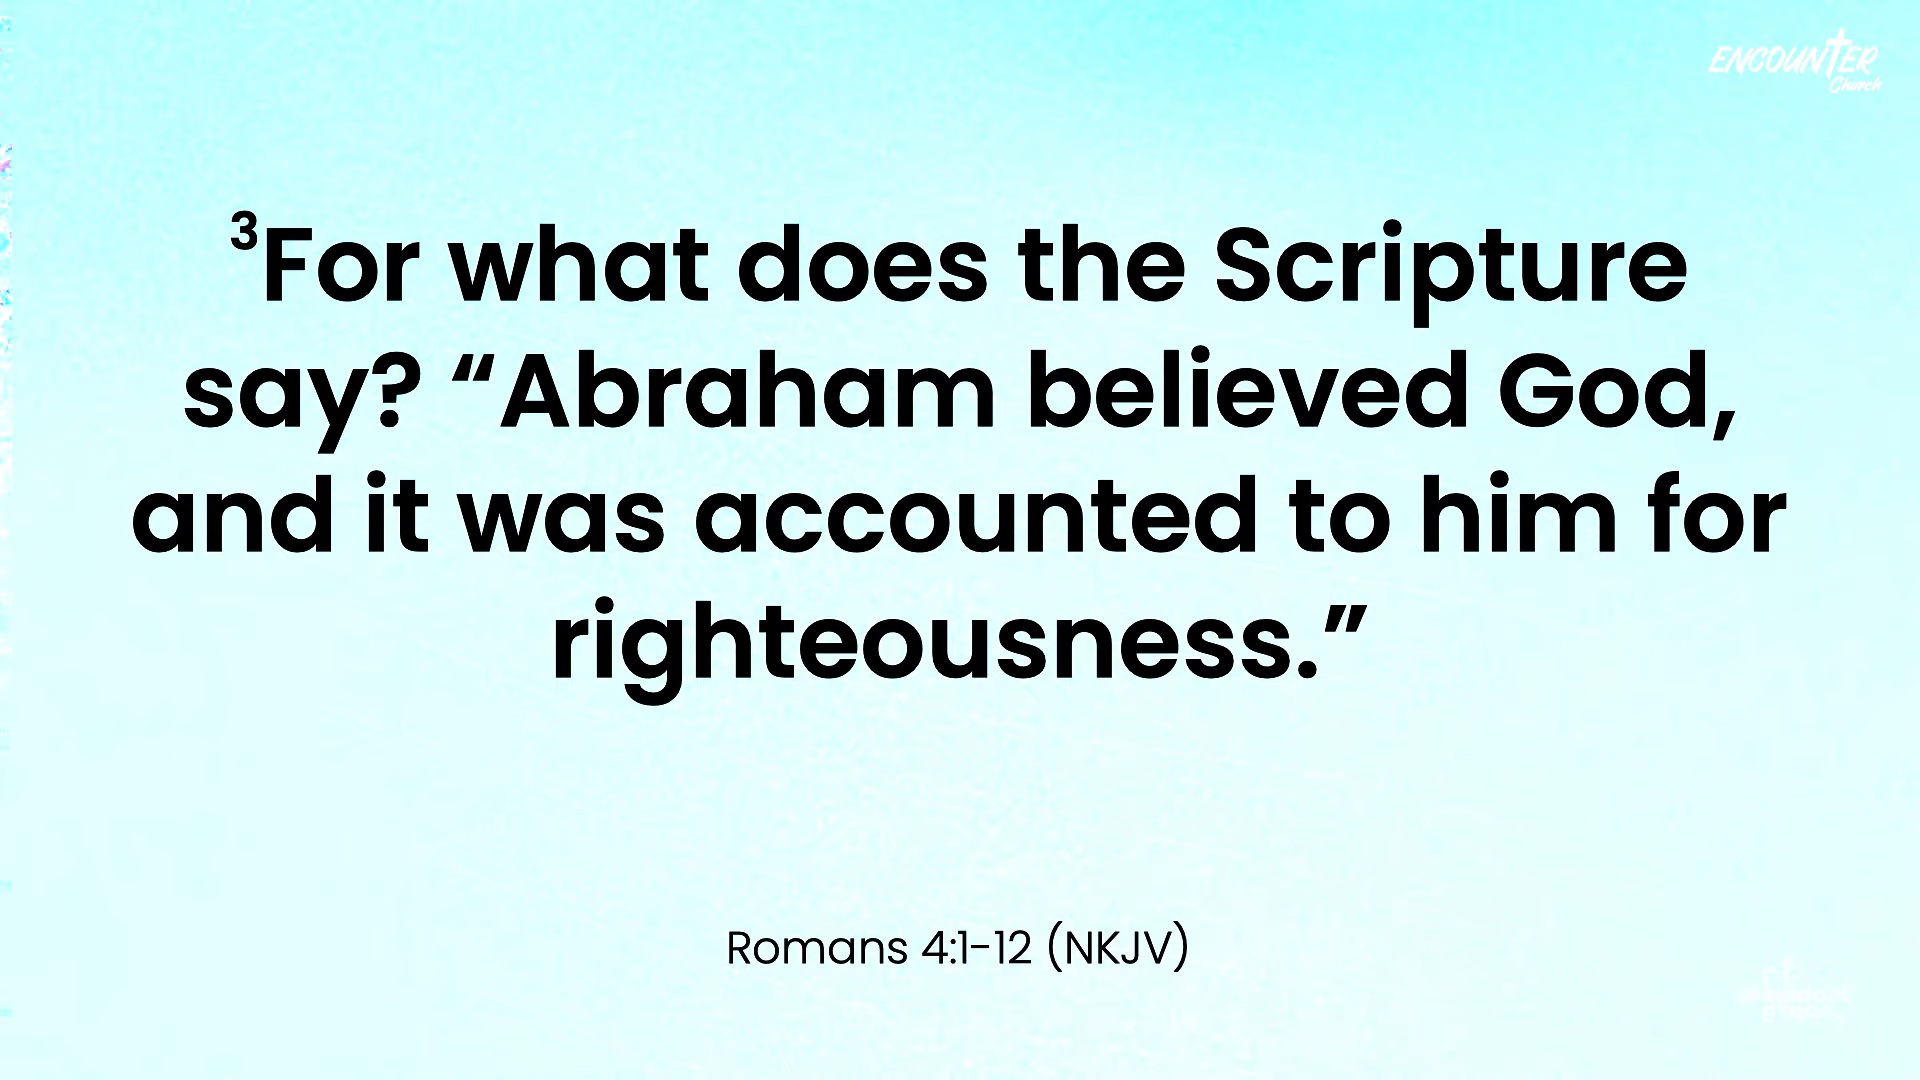 ENCOUNTER
Church
³For what does the Scripture
say? “Abraham believed God,
and it was accounted to him for
righteousness.”
Romans 4:1-12 (NKJV)